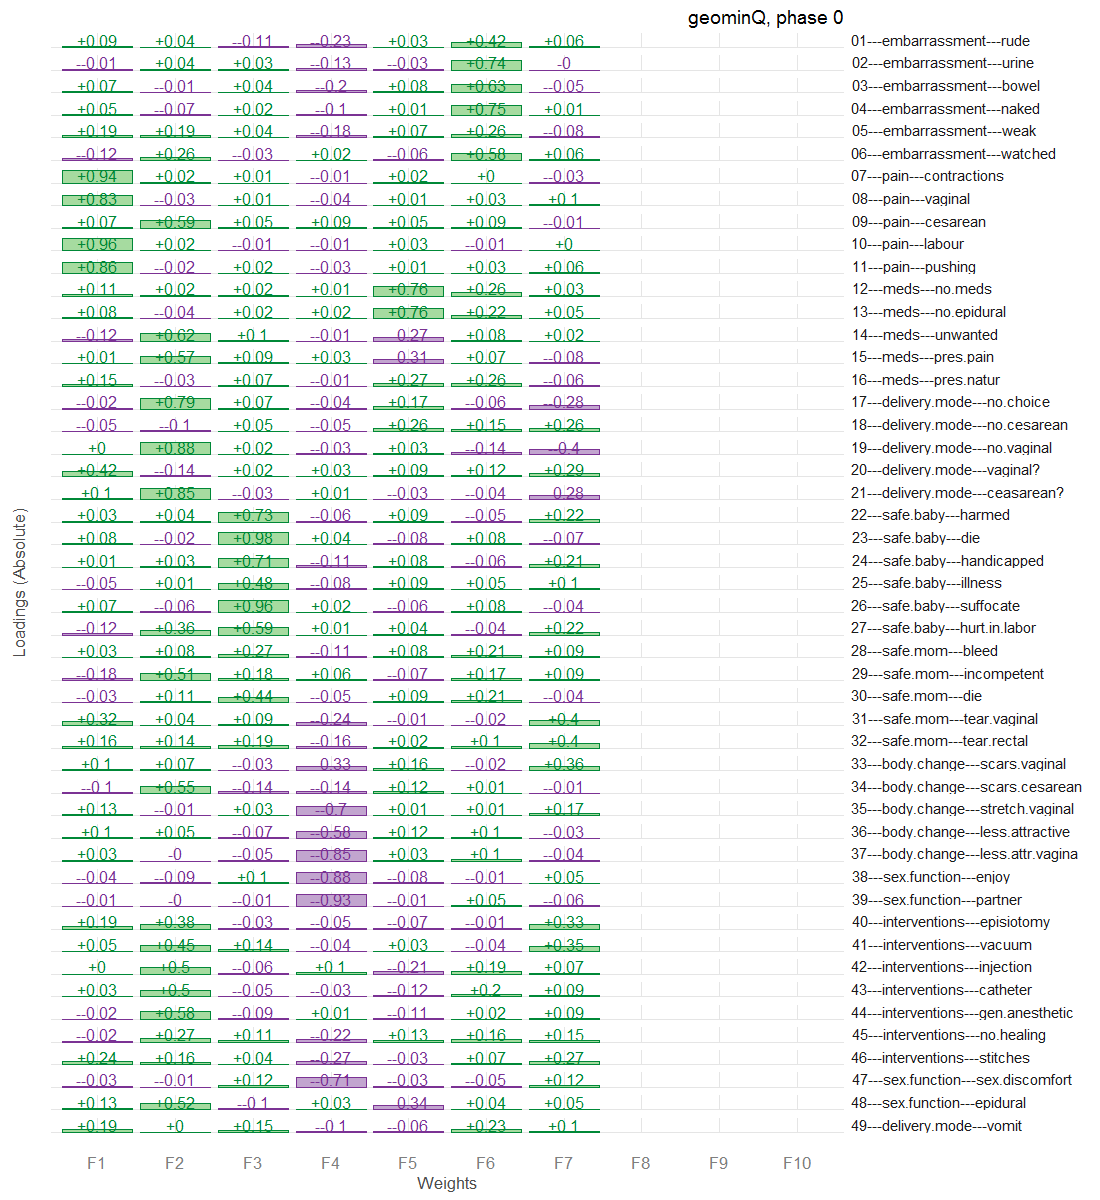 geominQ, phase 0
+0.09 +0.04 --0.11 --0.23 +0.03 +0.42 +0.06 01---embarrassment---rude
--0.01 +0.04 +0.03 --0.13 --0.03 +0.74 -0 02---embarrassment---urine
+0.07 --0.01 +0.04 --0.2 +0.08 +0.63 --0.05 03---embarrassment---bowel
+0.05 --0.07 +0.02 --0.1 +0.01 +0.75 +0.01 04---embarrassment---naked
+0.19 +0.19 +0.04 --0.18 +0.07 +0.26 --0.08 05---embarrassment---weak
--0.12 +0.26 --0.03 +0.02 --0.06 +0.58 +0.06 06---embarrassment---watched
+0.94 +0.02 +0.01 --0.01 +0.02 +0 --0.03 07---pain---contractions
+0.83 --0.03 +0.01 --0.04 +0.01 +0.03 +0.1 08---pain---vaginal
+0.07 +0.59 +0.05 +0.09 +0.05 +0.09 --0.01 09---pain---cesarean
+0.96 +0.02 --0.01 --0.01 +0.03 --0.01 +0 10---pain---labour
+0.86 --0.02 +0.02 --0.03 +0.01 +0.03 +0.06 11---pain---pushing
+0.11 +0.02 +0.02 +0.01 +0.76 +0.26 +0.03 12---meds---no.meds
+0.08 --0.04 +0.02 +0.02 +0.76 +0.22 +0.05 13---meds---no.epidural
--0.12 +0.62 +0.1 --0.01 --0.27 +0.08 +0.02 14---meds---unwanted
+0.01 +0.57 +0.09 +0.03 --0.31 +0.07 --0.08 15---meds---pres.pain
+0.15 --0.03 +0.07 --0.01 +0.27 +0.26 --0.06 16---meds---pres.natur
--0.02 +0.79 +0.07 --0.04 +0.17 --0.06 --0.28 17---delivery.mode---no.choice
--0.05 --0.1 +0.05 --0.05 +0.26 +0.15 +0.26 18---delivery.mode---no.cesarean
+0 +0.88 +0.02 --0.03 +0.03 --0.14 --0.4 19---delivery.mode---no.vaginal
+0.42 --0.14 +0.02 +0.03 +0.09 +0.12 +0.29 20---delivery.mode---vaginal?
+0.1 +0.85 --0.03 +0.01 --0.03 --0.04 --0.28 21---delivery.mode---ceasarean?
+0.03 +0.04 +0.73 --0.06 +0.09 --0.05 +0.22 22---safe.baby---harmed
+0.08 --0.02 +0.98 +0.04 --0.08 +0.08 --0.07 23---safe.baby---die
+0.01 +0.03 +0.71 --0.11 +0.08 --0.06 +0.21 24---safe.baby---handicapped
--0.05 +0.01 +0.48 --0.08 +0.09 +0.05 +0.1 25---safe.baby---illness
+0.07 --0.06 +0.96 +0.02 --0.06 +0.08 --0.04 26---safe.baby---suffocate
--0.12 +0.36 +0.59 +0.01 +0.04 --0.04 +0.22 27---safe.baby---hurt.in.labor
+0.03 +0.08 +0.27 --0.11 +0.08 +0.21 +0.09 28---safe.mom---bleed
--0.18 +0.51 +0.18 +0.06 --0.07 +0.17 +0.09 29---safe.mom---incompetent
--0.03 +0.11 +0.44 --0.05 +0.09 +0.21 --0.04 30---safe.mom---die
+0.32 +0.04 +0.09 --0.24 --0.01 --0.02 +0.4 31---safe.mom---tear.vaginal
+0.16 +0.14 +0.19 --0.16 +0.02 +0.1 +0.4 32---safe.mom---tear.rectal
+0.1 +0.07 --0.03 --0.33 +0.16 --0.02 +0.36 33---body.change---scars.vaginal
--0.1 +0.55 --0.14 --0.14 +0.12 +0.01 --0.01 34---body.change---scars.cesarean
+0.13 --0.01 +0.03 --0.7 +0.01 +0.01 +0.17 35---body.change---stretch.vaginal
+0.1 +0.05 --0.07 --0.58 +0.12 +0.1 --0.03 36---body.change---less.attractive
+0.03 -0 --0.05 --0.85 +0.03 +0.1 --0.04 37---body.change---less.attr.vagina
--0.04 --0.09 +0.1 --0.88 --0.08 --0.01 +0.05 38---sex.function---enjoy
--0.01 -0 --0.01 --0.93 --0.01 +0.05 --0.06 39---sex.function---partner
+0.19 +0.38 --0.03 --0.05 --0.07 --0.01 +0.33 40---interventions---episiotomy
+0.05 +0.45 +0.14 --0.04 +0.03 --0.04 +0.35 41---interventions---vacuum
+0 +0.5 --0.06 +0.1 --0.21 +0.19 +0.07 42---interventions---injection
+0.03 +0.5 --0.05 --0.03 --0.12 +0.2 +0.09 43---interventions---catheter
--0.02 +0.58 --0.09 +0.01 --0.11 +0.02 +0.09 44---interventions---gen.anesthetic
--0.02 +0.27 +0.11 --0.22 +0.13 +0.16 +0.15 45---interventions---no.healing
+0.24 +0.16 +0.04 --0.27 --0.03 +0.07 +0.27 46---interventions---stitches
--0.03 --0.01 +0.12 --0.71 --0.03 --0.05 +0.12 47---sex.function---sex.discomfort
+0.13 +0.52 --0.1 +0.03 --0.34 +0.04 +0.05 48---sex.function---epidural
+0.19 +0 +0.15 --0.1 --0.06 +0.23 +0.1 49---delivery.mode---vomit
F1 F2 F3 F4 F5 F6 F7 F8 F9 F10
Weights
Loadings (Absolute)